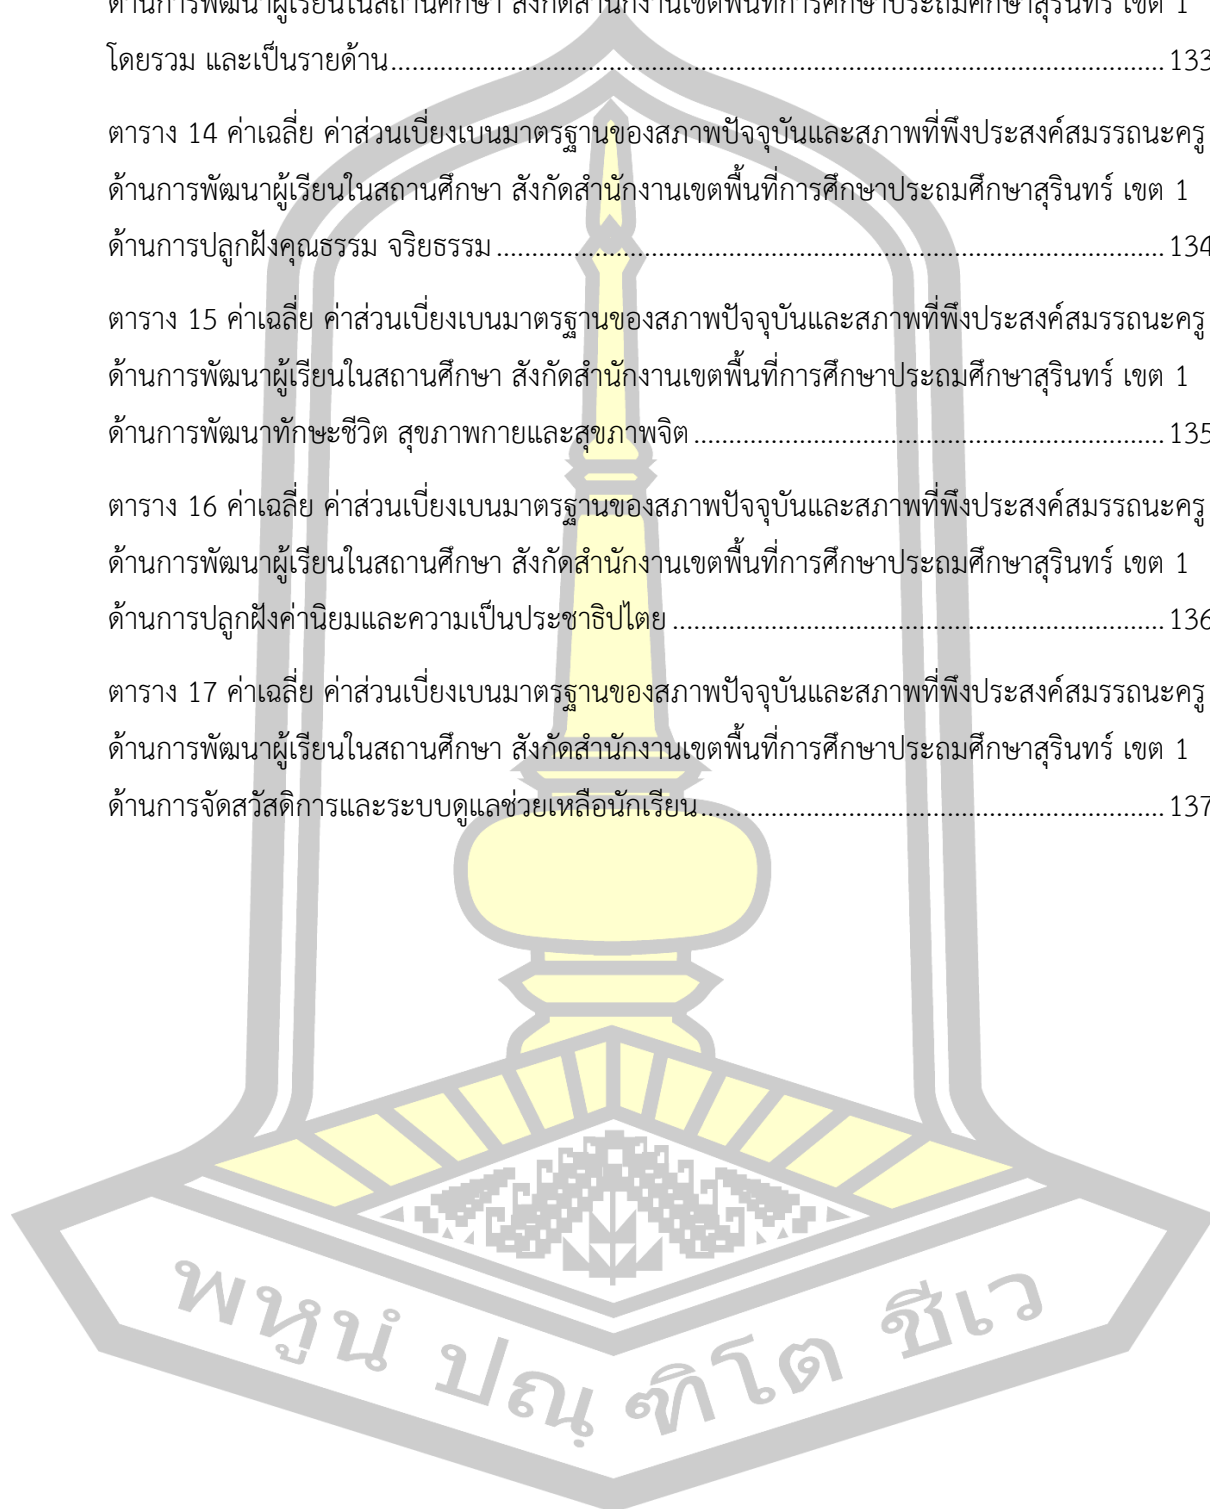 ด้านการพัฒนาผู้เรียนในสถานศึกษา สังกัดสำนักงานเขตพื้นที่การศึกษาประถมศึกษาสุรินทร์ เขต 1
โดยรวม และเป็นรายด้าน.................................................................................................................. 133
ตาราง 14 ค่าเฉลี่ย ค่าส่วนเบี่ยงเบนมาตรฐานของสภาพปัจจุบันและสภาพที่พึงประสงค์สมรรถนะครู
ด้านการพัฒนาผู้เรียนในสถานศึกษา สังกัดสำนักงานเขตพื้นที่การศึกษาประถมศึกษาสุรินทร์ เขต 1
ด้านการปลูกฝังคุณธรรม จริยธรรม ................................................................................................. 134
ตาราง 15 ค่าเฉลี่ย ค่าส่วนเบี่ยงเบนมาตรฐานของสภาพปัจจุบันและสภาพที่พึงประสงค์สมรรถนะครู
ด้านการพัฒนาผู้เรียนในสถานศึกษา สังกัดสำนักงานเขตพื้นที่การศึกษาประถมศึกษาสุรินทร์ เขต 1
ด้านการพัฒนาทักษะชีวิต สุขภาพกายและสุขภาพจิต ..................................................................... 135
ตาราง 16 ค่าเฉลี่ย ค่าส่วนเบี่ยงเบนมาตรฐานของสภาพปัจจุบันและสภาพที่พึงประสงค์สมรรถนะครู
ด้านการพัฒนาผู้เรียนในสถานศึกษา สังกัดสำนักงานเขตพื้นที่การศึกษาประถมศึกษาสุรินทร์ เขต 1
ด้านการปลูกฝังค่านิยมและความเป็นประชาธิปไตย ........................................................................ 136
ตาราง 17 ค่าเฉลี่ย ค่าส่วนเบี่ยงเบนมาตรฐานของสภาพปัจจุบันและสภาพที่พึงประสงค์สมรรถนะครู
ด้านการพัฒนาผู้เรียนในสถานศึกษา สังกัดสำนักงานเขตพื้นที่การศึกษาประถมศึกษาสุรินทร์ เขต 1
ด้านการจัดสวัสดิการและระบบดูแลช่วยเหลือนักเรียน.................................................................... 137
พหูนํ ปณฺฑิโต ชีเว